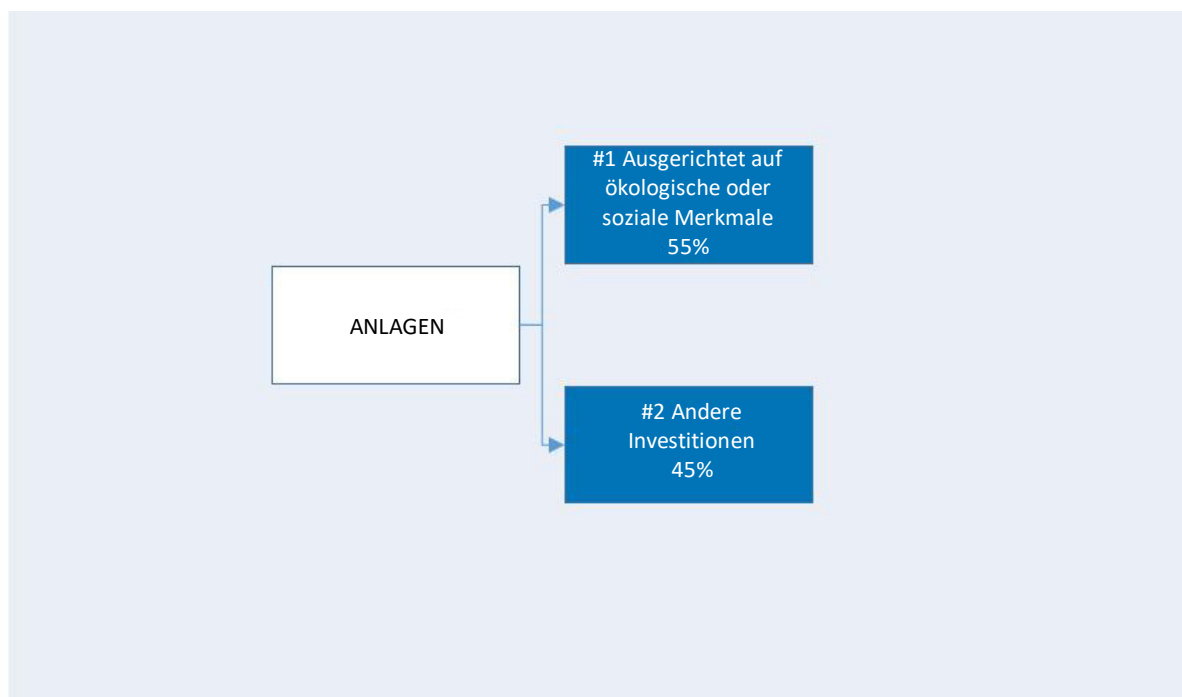 #1 Ausgerichtet auf
ökologische oder
soziale Merkmale
55%
ANLAGEN
#2 Andere
Investitionen
45%